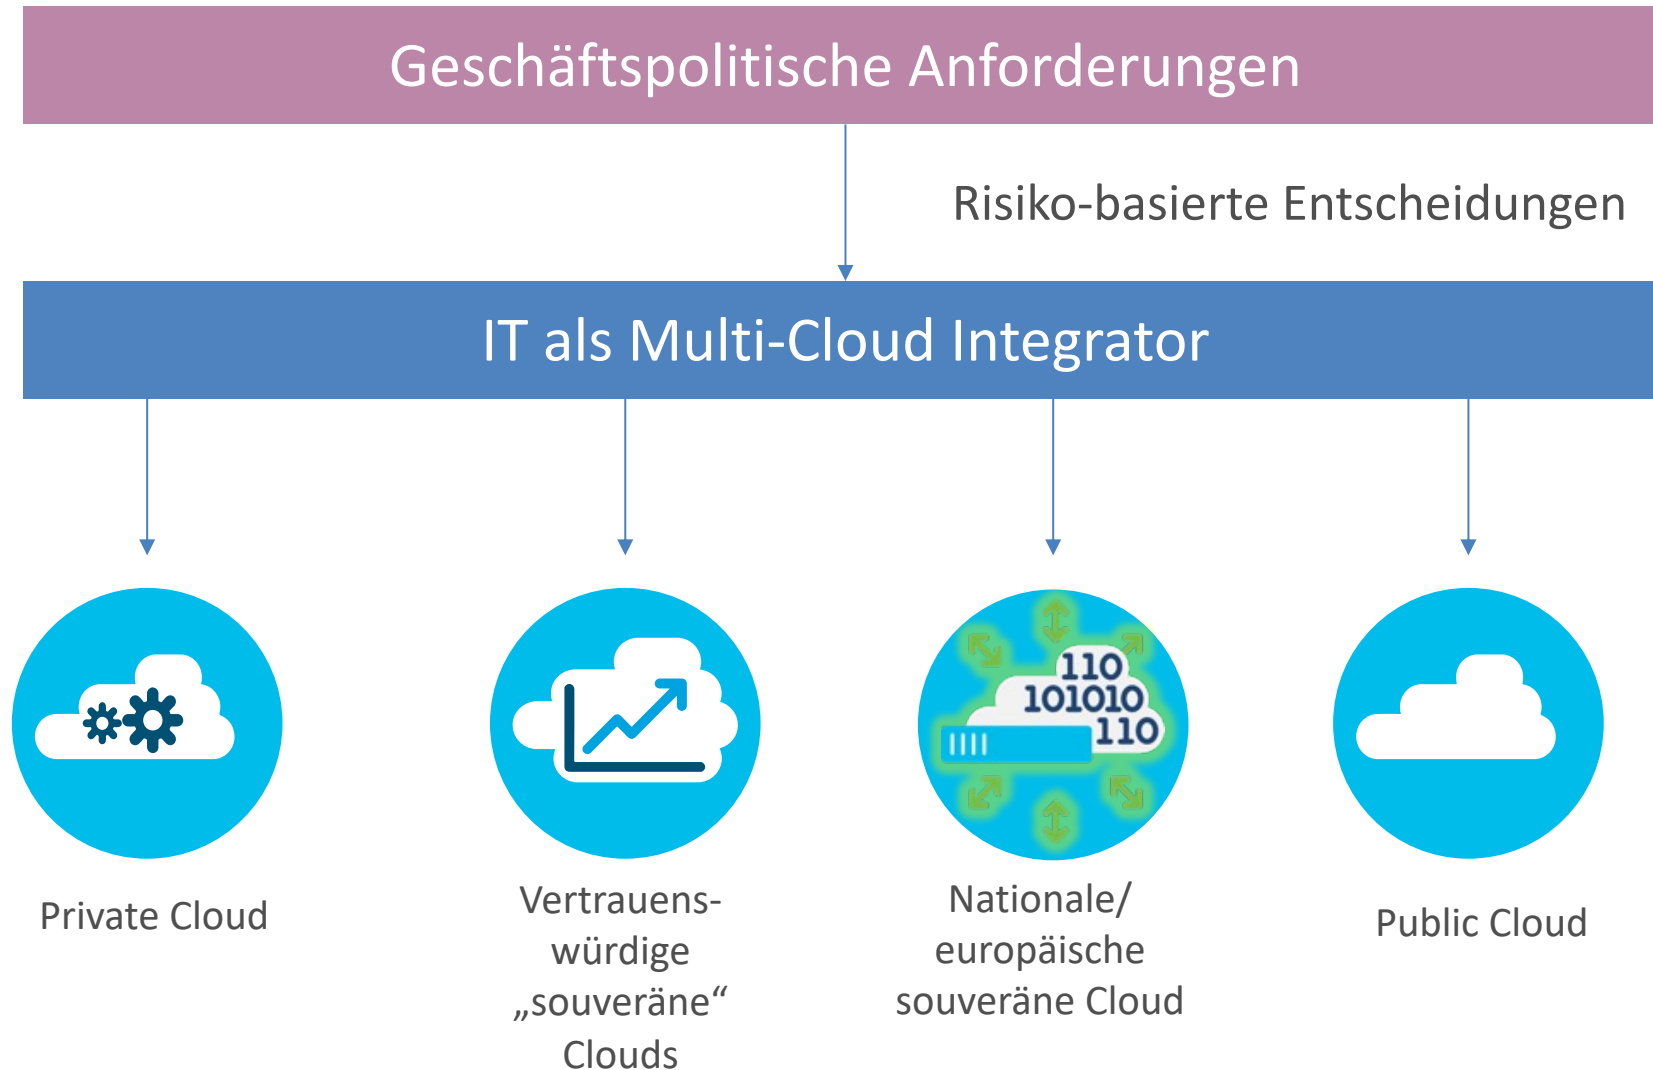 Geschäftspolitische Anforderungen
Risiko-basierte Entscheidungen
IT als Multi-Cloud Integrator
110
101010
110
Private Cloud
Vertrauens-
würdige
„souveräne“
Clouds
Nationale/
europäische
souveräne Cloud
Public Cloud